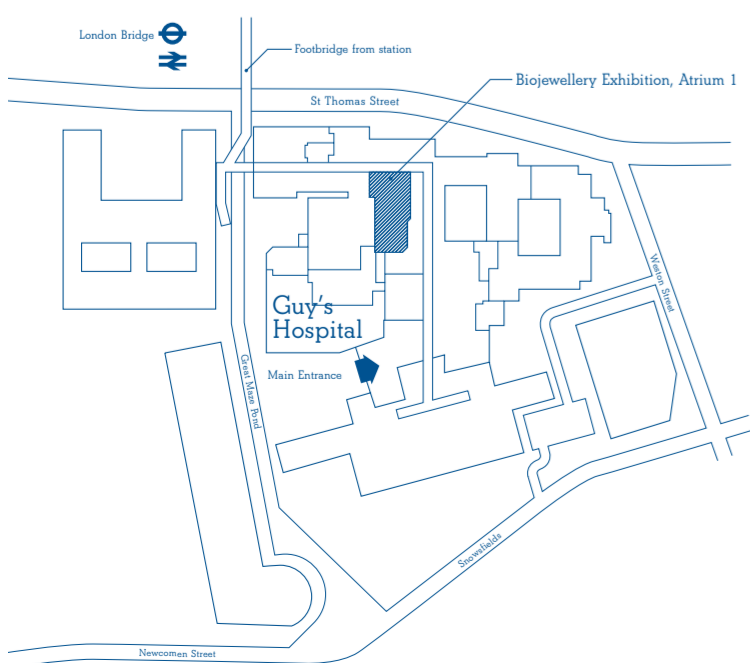 London Bridge
Footbridge from station
Biojewellery Exhibition, Atrium 1
St Thomas Street
Weston Street
Guy's
Hospital
Main Entrance
Great Maze Pond
Snowsfields
Newcomen Street